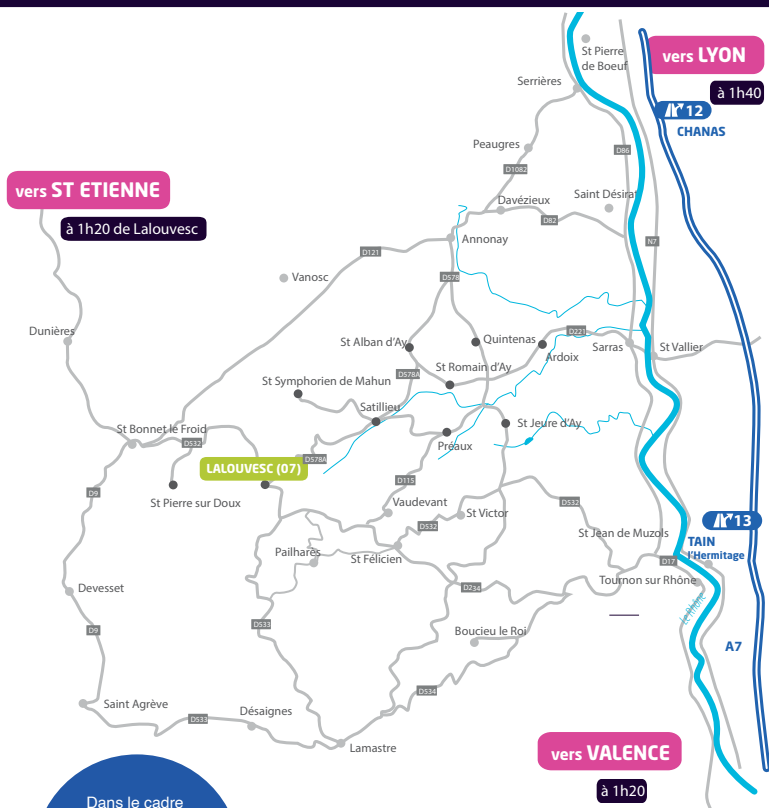 St Pierre
de Boeuf
vers LYON
Serrières
à 1h40
12
CHANAS
Peaugres
D86
D1082
vers ST ETIENNE
Davézieux
Saint Désirat
D82
à 1h20 de Lalouvesc
Annonay
N7
D121
Vanosc
D578
Dunières
D221
St Alban d'Ay
Quintenas
Sarras
St Vallier
Ardoix
St Romain d'Ay
D578A
St Symphorien de Mahun
Satillieu
St Bonnet le Froid
St Jeure d'Ay
D532
Préaux
D578A
LALOUVESC (07)
D115
D9
St Pierre sur Doux
Vaudevant
St Victor
D532
D532
13
St Jean de Muzols
TAIN
l'Hermitage
Pailharès
St Félicien
D17
Tournon sur Rhône
Devesset
D234
Le Rhône
D533
Boucieu le Roi
D9
A7
D534
Saint Agrève
Désaignes
D533
Lamastre
vers VALENCE
à 1h20
Dans le cadre